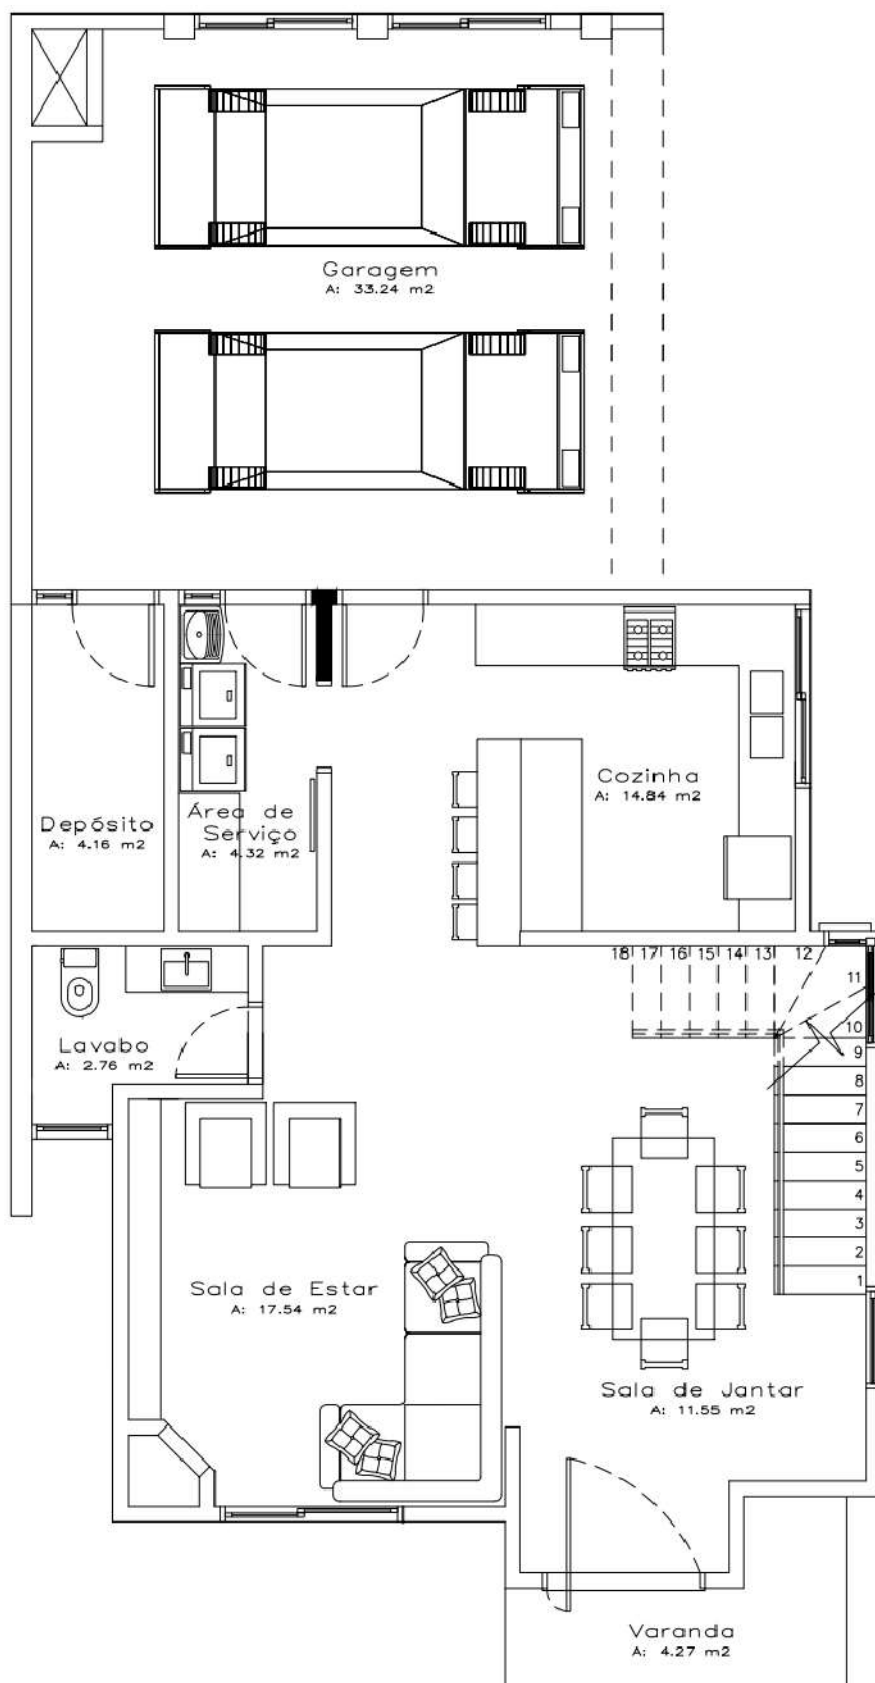 Garagem
A: 33.24 m2
Cozinha
A: 14.84 m2
Depósito
A: 4.16 m2
Área de
Serviço
A: 4.32 m2
18 17 16 15 14 13 12
11
10
9
8
7
6
5
4
3
2
1
Lavabo
A: 2.76 m2
Sala de Estar
A: 17.54 m2
Sala de Jantar
A: 11.55 m2
Varanda
A: 4.27 m2